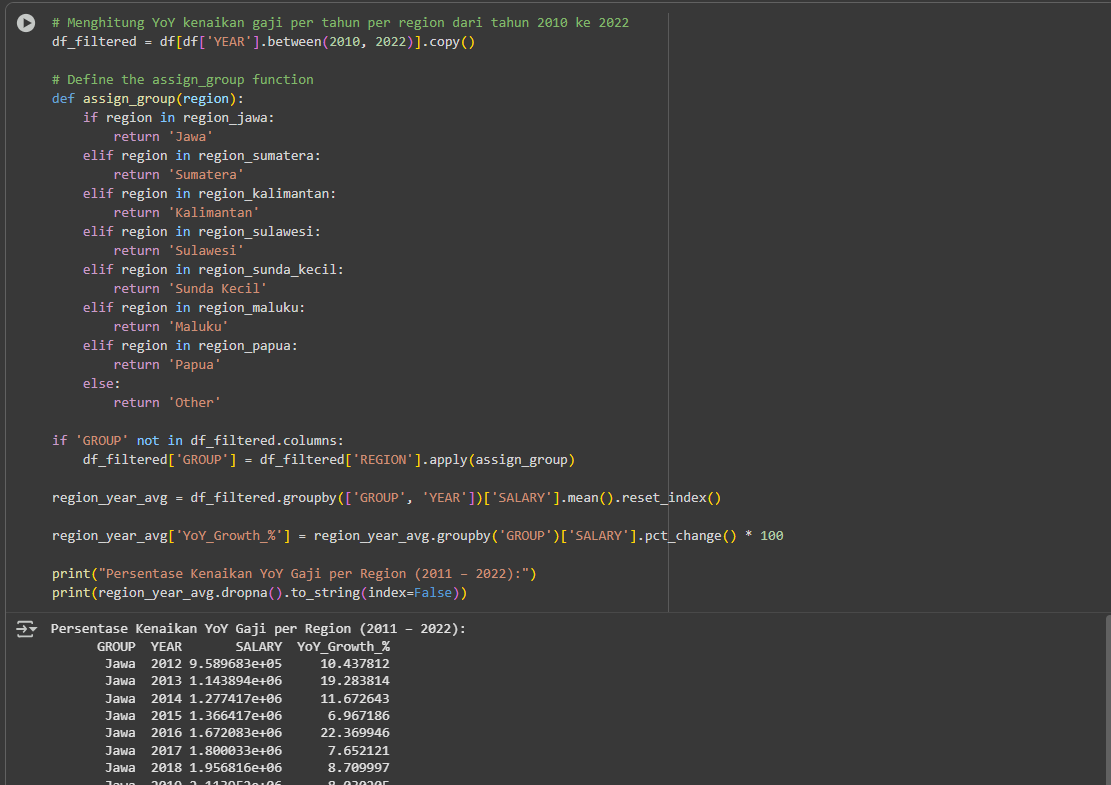 # Menghitung YoY kenaikan gaji per tahun per region dari tahun 2010 ke 2022
df_filtered = df[df['YEAR'].between(2010, 2022)].copy()
# Define the assign_group function
def assign_group(region):
    if region in region_jawa:
        return 'Jawa'
    elif region in region_sumatera:
        return 'Sumatera'
    elif region in region_kalimantan:
        return 'Kalimantan'
    elif region in region_sulawesi:
        return 'Sulawesi'
    elif region in region_sunda_kecil:
        return 'Sunda Kecil'
    elif region in region_maluku:
        return 'Maluku'
    elif region in region_papua:
        return 'Papua'
    else:
        return 'Other'
if 'GROUP' not in df_filtered.columns:
    df_filtered['GROUP'] = df_filtered['REGION'].apply(assign_group)
region_year_avg = df_filtered.groupby(['GROUP', 'YEAR'])['SALARY'].mean().reset_index()
region_year_avg['YoY_Growth_%'] = region_year_avg.groupby('GROUP')['SALARY'].pct_change() * 100
print("Persentase Kenaikan YoY Gaji per Region (2011 – 2022):")
print(region_year_avg.dropna().to_string(index=False))
Persentase Kenaikan YoY Gaji per Region (2011 – 2022):
GROUP YEAR SALARY YoY_Growth_%
Jawa 2012 9.589683e+05 10.437812
Jawa 2013 1.143894e+06 19.283814
Jawa 2014 1.277417e+06 11.672643
Jawa 2015 1.366417e+06 6.967186
Jawa 2016 1.672083e+06 22.369946
Jawa 2017 1.800033e+06 7.652121
Jawa 2018 1.956816e+06 8.709997